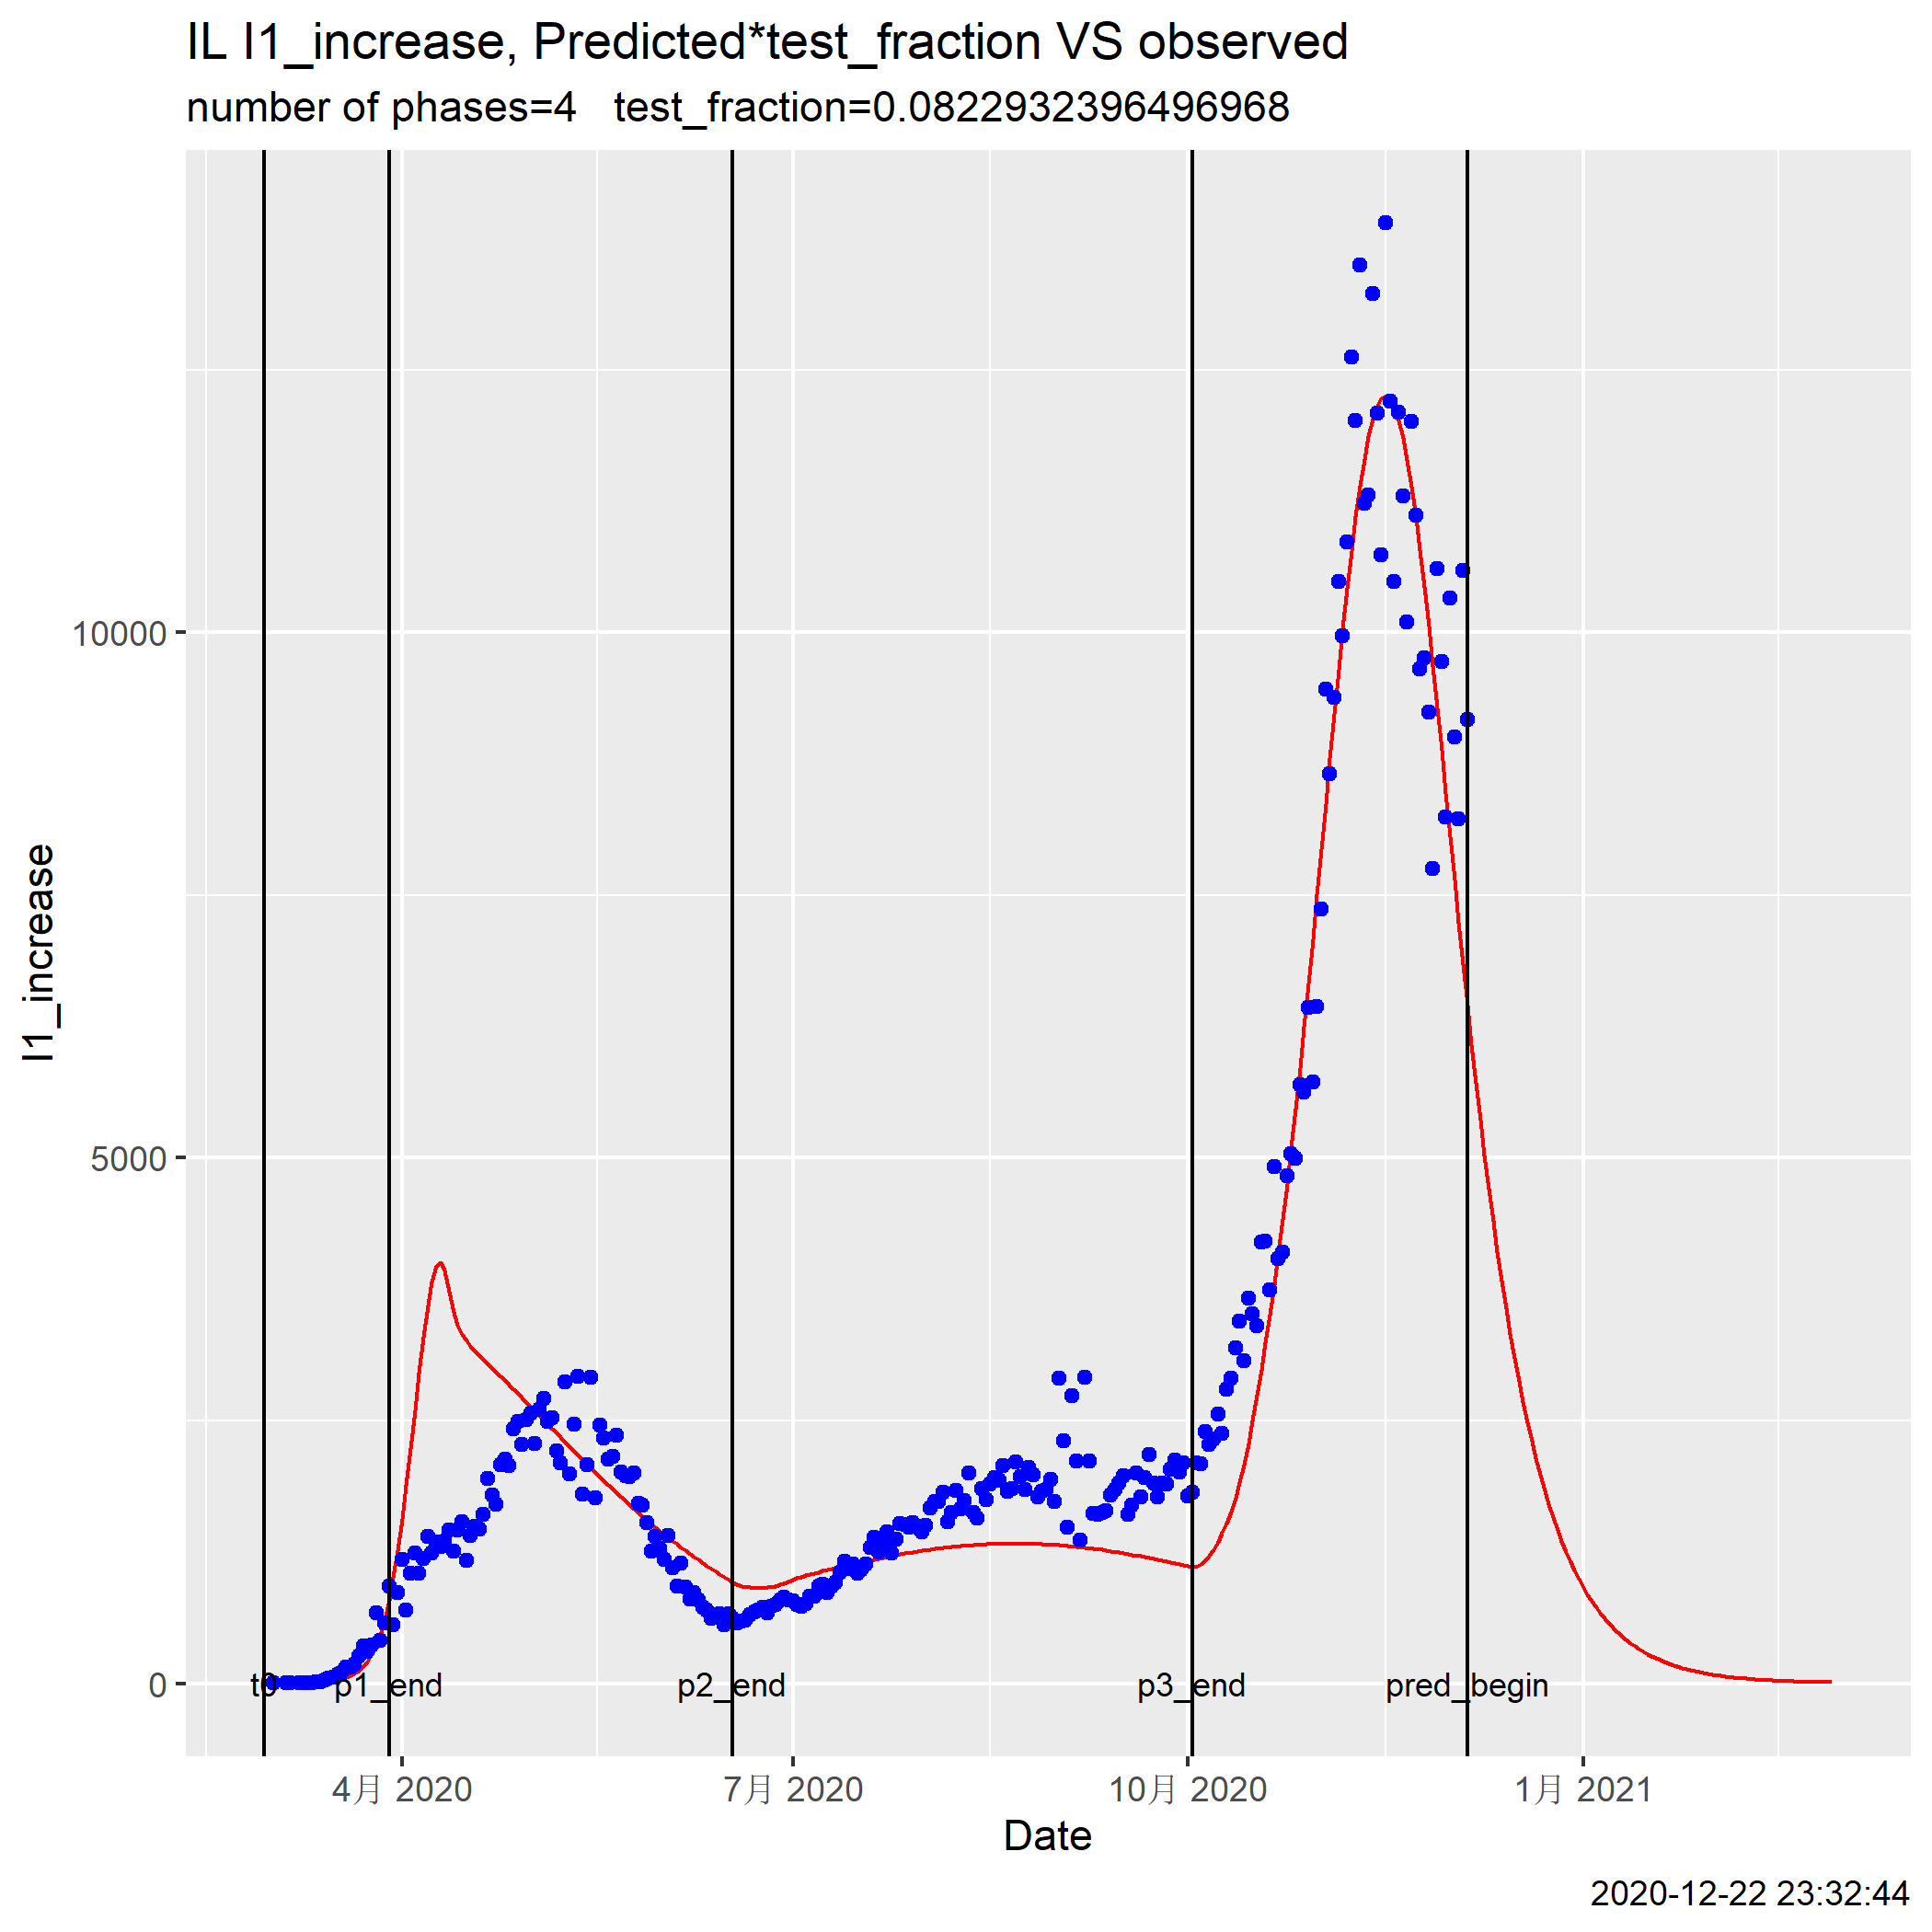 IL I1_increase, Predicted*test_fraction VS observed
number of phases=4   test_fraction=0.0822932396496968
I1_increase
10000
5000
0
t0 p1_end p2_end p3_end pred_begin
4月 2020 7月 2020 10月 2020 1月 2021
Date
2020-12-22 23:32:44